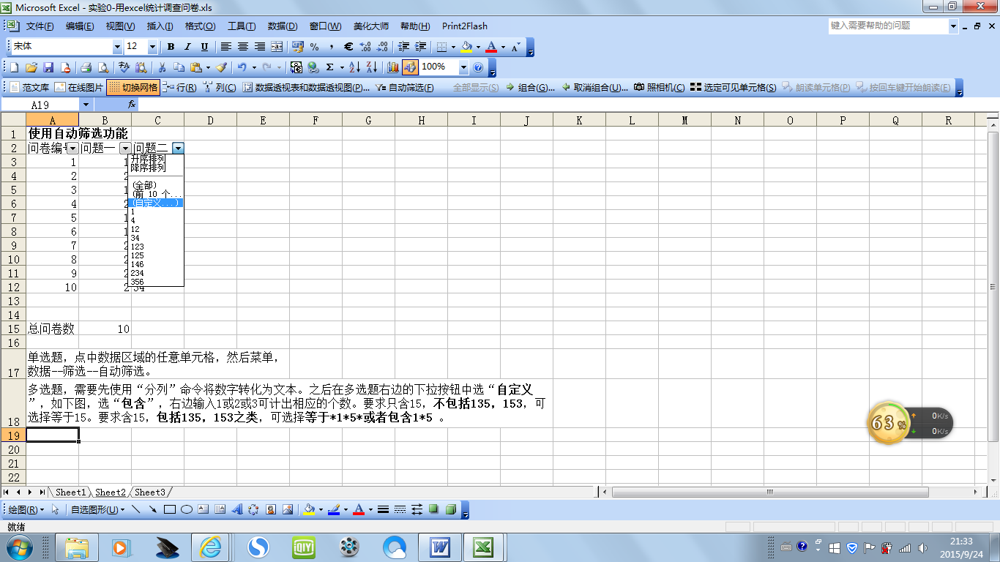 Microsoft Excel - 实验0-用excel统计调查问卷.xls
文件(F) 编辑(E) 视图(V) 插入(I) 格式(O) 工具(T) 数据(D) 窗口(W) 美化大师 帮助(H) Print2Flash 键入需要帮助的问题
宋体 12 B I U
100%
范文库 在线图片 切换网格 行(R) 列(C) 数据透视表和数据透视图(P)... 自动筛选(F) 全部显示(S) 组合(G)... 取消组合(U)... 照相机(C) 选定可见单元格(S) 朗读单元格(P) 按回车键开始朗读(E)
A19 fx
A B C D E F G H I J K L M N O P Q R
1 使用自动筛选功能
2 问卷编号 问题一 问题二
3 1 1
4 2 2
5 3 1
6 4 2
7 5 1
8 6 1
9 7 2
10 8 2
11 9 2
12 10 2 34
升序排列
降序排列
(全部)
(前 10 个...
(自定义...)
1
4
12
34
123
125
146
234
356
13
14
15 总问卷数 10
16
17 单选题，点中数据区域的任意单元格，然后菜单，
数据--筛选--自动筛选。
18 多选题，需要先使用“分列”命令将数字转化为文本。之后在多选题右边的下拉按钮中选“自定义
”，如下图，选“包含”，右边输入1或2或3可计出相应的个数。要求只含15，不包括135，153，可
选择等于15。要求含15，包括135，153之类，可选择等于*1*5*或者包含1*5 。
19
20
21
22
63%
0K/s
0K/s
Sheet1 Sheet2 Sheet3
绘图(R) 自选图形(U)
就绪
QIY
21:33
2015/9/24